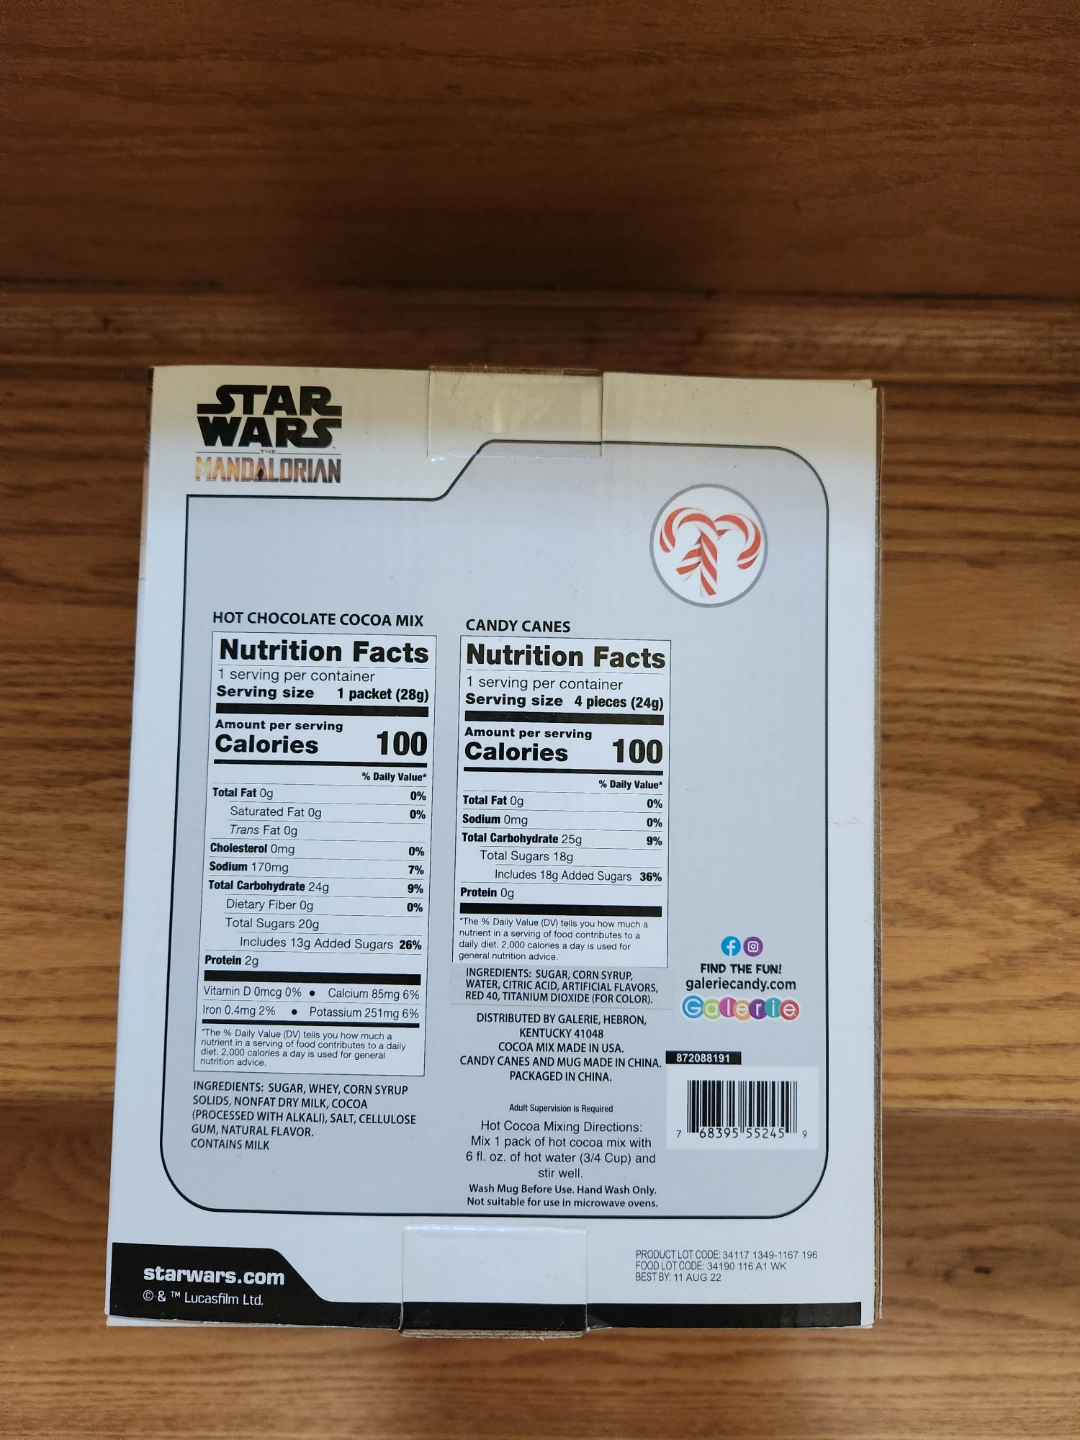 STAR
WARS
THE
MANDALORIAN
HOT CHOCOLATE COCOA MIX
Nutrition Facts
1 serving per container
Serving size 1 packet (28g)
Amount per serving
Calories 100
% Daily Value*
Total Fat 0g 0%
Saturated Fat 0g 0%
Trans Fat 0g
Cholesterol 0mg 0%
Sodium 170mg 7%
Total Carbohydrate 24g 9%
Dietary Fiber 0g 0%
Total Sugars 20g
Includes 13g Added Sugars 26%
Protein 2g
Vitamin D 0mcg 0% • Calcium 85mg 6%
Iron 0.4mg 2% • Potassium 251mg 6%
*The % Daily Value (DV) tells you how much a
nutrient in a serving of food contributes to a daily
diet. 2,000 calories a day is used for general
nutrition advice.
INGREDIENTS: SUGAR, WHEY, CORN SYRUP
SOLIDS, NONFAT DRY MILK, COCOA
(PROCESSED WITH ALKALI), SALT, CELLULOSE
GUM, NATURAL FLAVOR.
CONTAINS MILK
CANDY CANES
Nutrition Facts
1 serving per container
Serving size 4 pieces (24g)
Amount per serving
Calories 100
% Daily Value*
Total Fat 0g 0%
Sodium 0mg 0%
Total Carbohydrate 25g 9%
Total Sugars 18g
Includes 18g Added Sugars 36%
Protein 0g
*The % Daily Value (DV) tells you how much a
nutrient in a serving of food contributes to a
daily diet. 2,000 calories a day is used for
general nutrition advice.
INGREDIENTS: SUGAR, CORN SYRUP,
WATER, CITRIC ACID, ARTIFICIAL FLAVORS,
RED 40, TITANIUM DIOXIDE (FOR COLOR).
DISTRIBUTED BY GALERIE, HEBRON,
KENTUCKY 41048
COCOA MIX MADE IN USA.
CANDY CANES AND MUG MADE IN CHINA.
PACKAGED IN CHINA.
Adult Supervision is Required
Hot Cocoa Mixing Directions:
Mix 1 pack of hot cocoa mix with
6 fl. oz. of hot water (3/4 Cup) and
stir well.
Wash Mug Before Use. Hand Wash Only.
Not suitable for use in microwave ovens.
FIND THE FUN!
galeriecandy.com
Galerie
872088191
7 68395 55245 9
starwars.com
© & ™ Lucasfilm Ltd.
PRODUCT LOT CODE: 34117 1349-1167 196
FOOD LOT CODE: 34190 116 A1 WK
BEST BY: 11 AUG 22